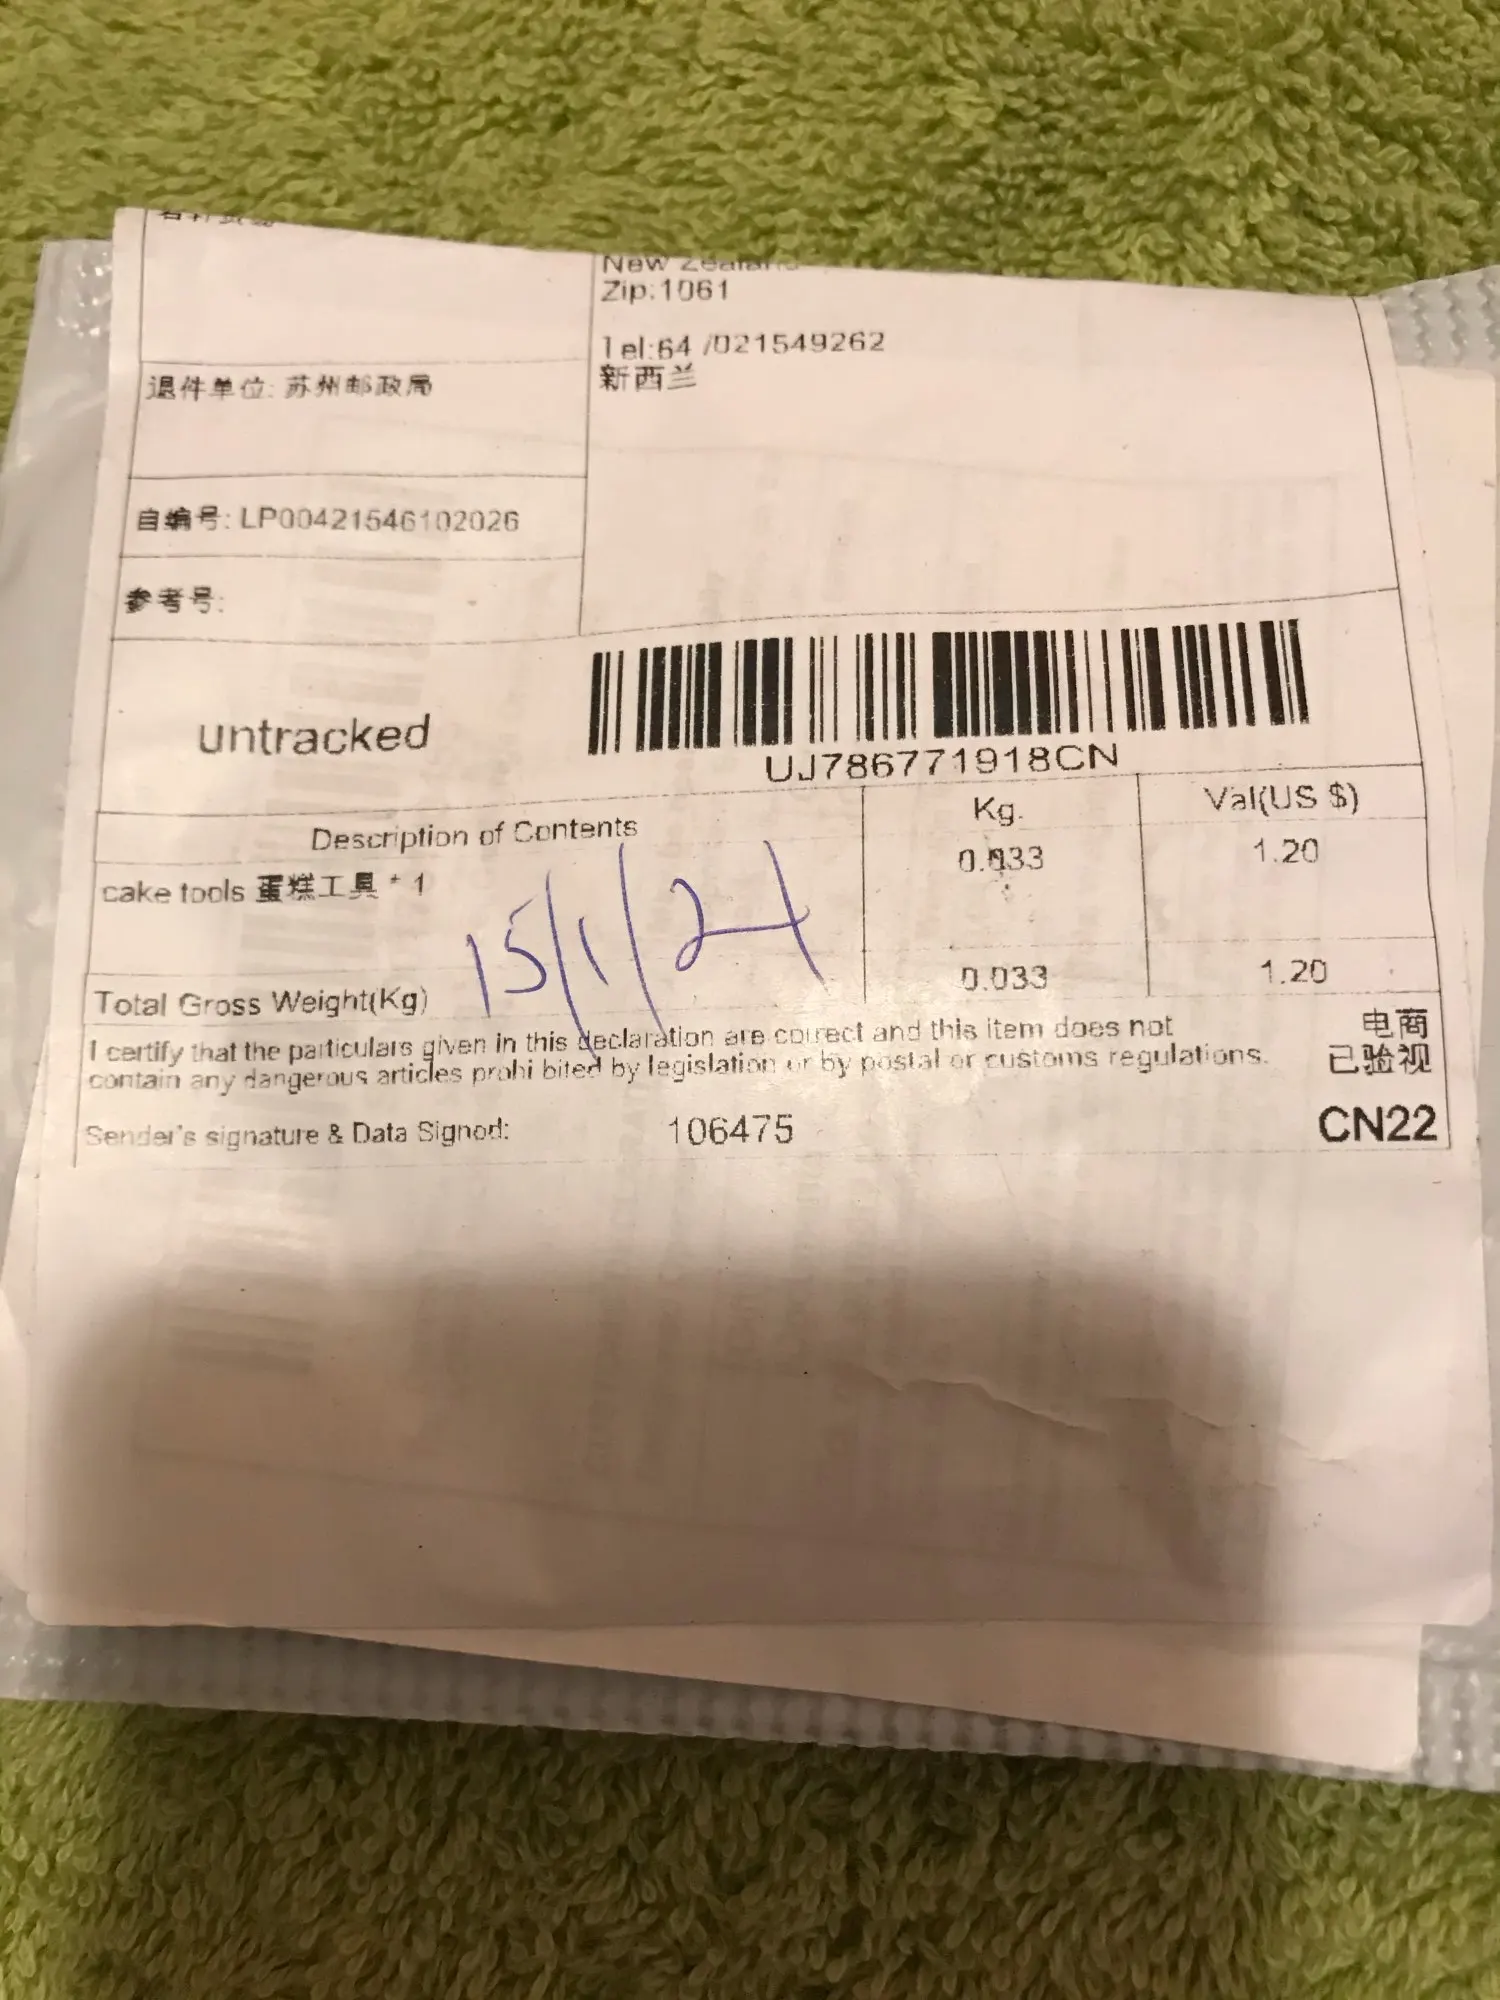 New Zealand
Zip:1061
Tel:64 /021549262
新西兰
退件单位: 苏州邮政局
自编号: LP00421546102026
参考号:
untracked
UJ786771918CN
Description of Contents
Kg.
Val(US $)
cake tools 蛋糕工具 * 1
0.033
1.20
15/1/24
Total Gross Weight(Kg)
0.033
1.20
I certify that the particulars given in this declaration are correct and this item does not
contain any dangerous articles prohi bited by legislation or by postal or customs regulations.
电商
已验视
Sender's signature & Data Signed:
106475
CN22